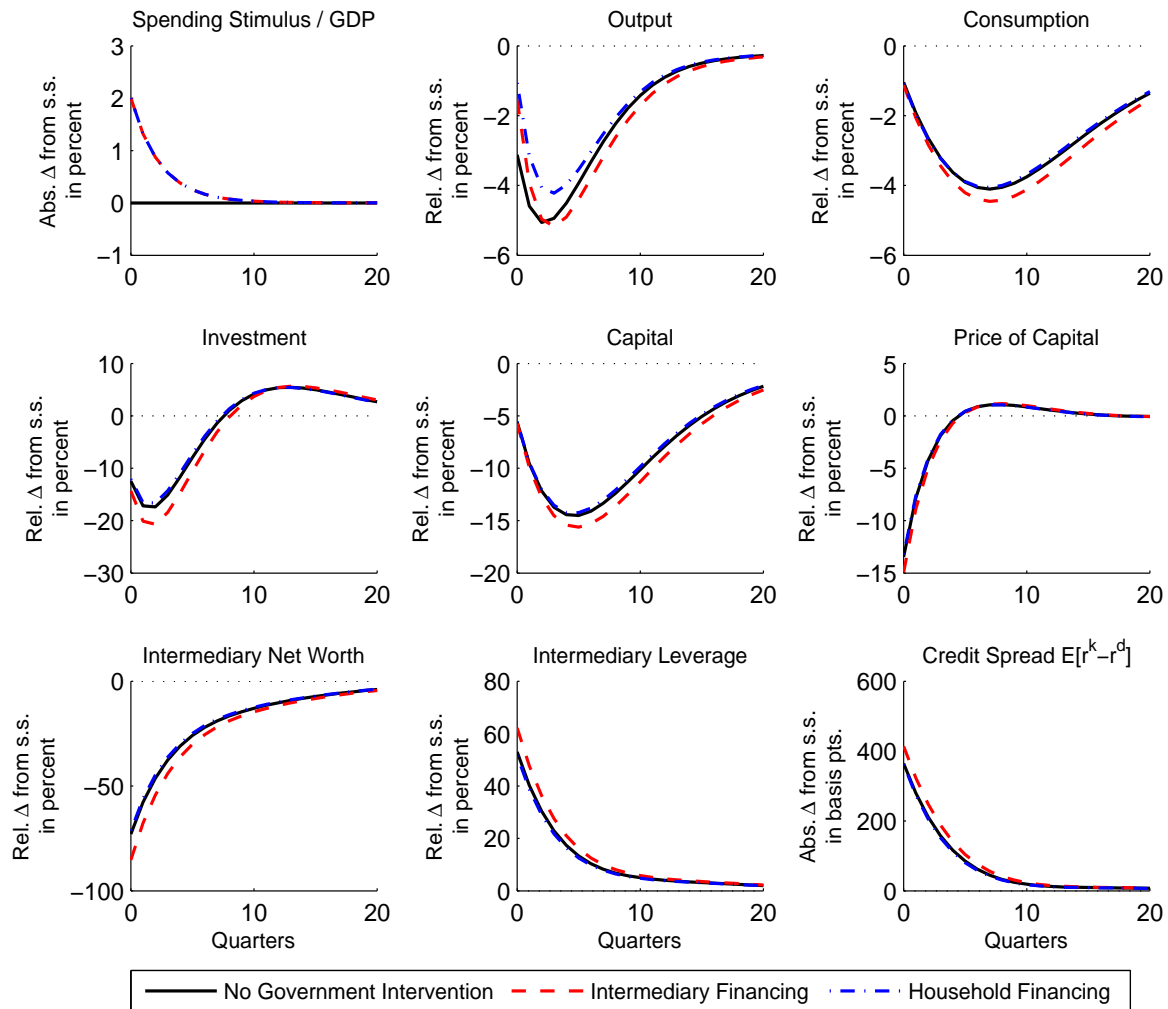 Spending Stimulus / GDP
Abs. Δ from s.s.
in percent
3
2
1
0
−1
0 10 20
Output
Rel. Δ from s.s.
in percent
0
−2
−4
−6
0 10 20
Consumption
Rel. Δ from s.s.
in percent
0
−2
−4
−6
0 10 20
Investment
Rel. Δ from s.s.
in percent
10
0
−10
−20
−30
0 10 20
Capital
Rel. Δ from s.s.
in percent
0
−5
−10
−15
−20
0 10 20
Price of Capital
Rel. Δ from s.s.
in percent
5
0
−5
−10
−15
0 10 20
Intermediary Net Worth
Rel. Δ from s.s.
in percent
0
−50
−100
0 10 20
Quarters
Intermediary Leverage
Rel. Δ from s.s.
in percent
80
60
40
20
0
0 10 20
Quarters
Credit Spread E[r^k−r^d]
Abs. Δ from s.s.
in basis pts.
600
400
200
0
0 10 20
Quarters
No Government Intervention Intermediary Financing Household Financing